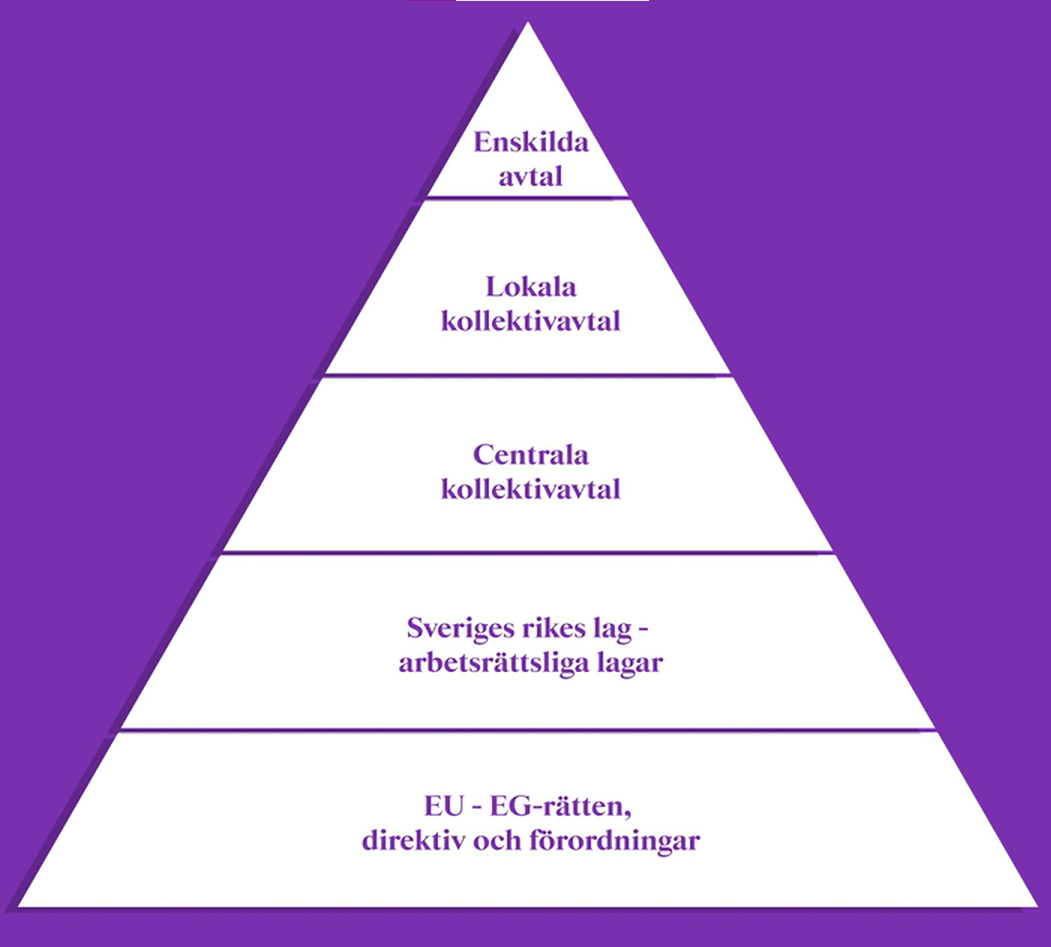 Enskilda
avtal
Lokala
kollektivavtal
Centrala
kollektivavtal
Sveriges rikes lag -
arbetsrättsliga lagar
EU - EG-rätten,
direktiv och förordningar